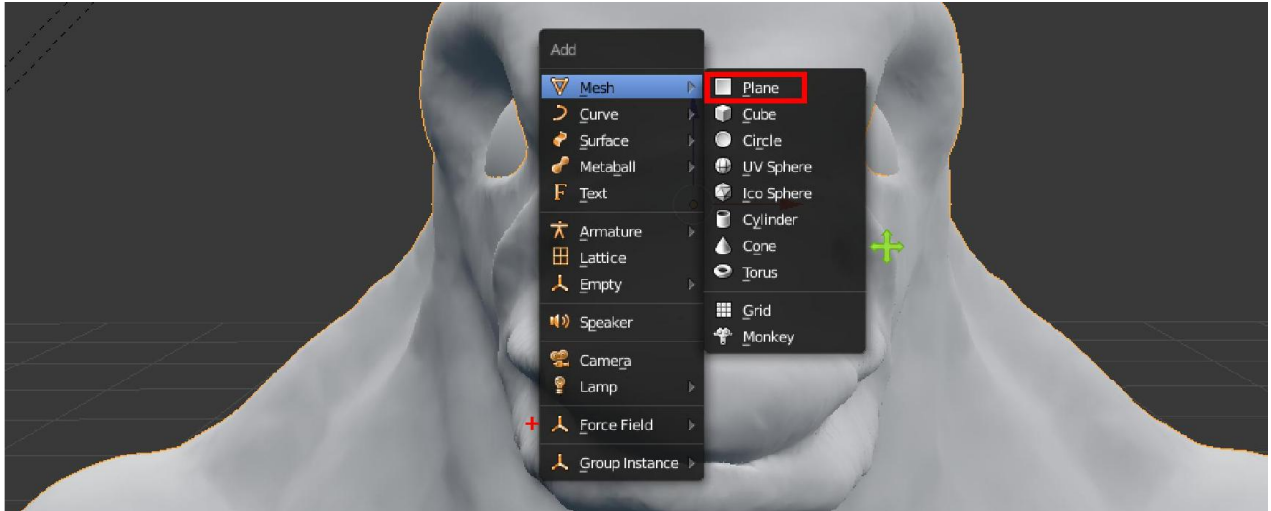 Add
Mesh
Curve
Surface
Metaball
Text
Armature
Lattice
Empty
Speaker
Camera
Lamp
Force Field
Group Instance
Plane
Cube
Circle
UV Sphere
Ico Sphere
Cylinder
Cone
Torus
Grid
Monkey